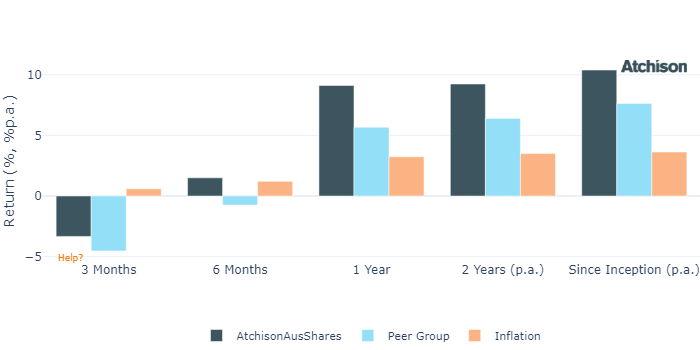 Atchison
Return (%, %p.a.)
10
5
0
−5
Help?
3 Months
6 Months
1 Year
2 Years (p.a.)
Since Inception (p.a.)
AtchisonAusShares
Peer Group
Inflation